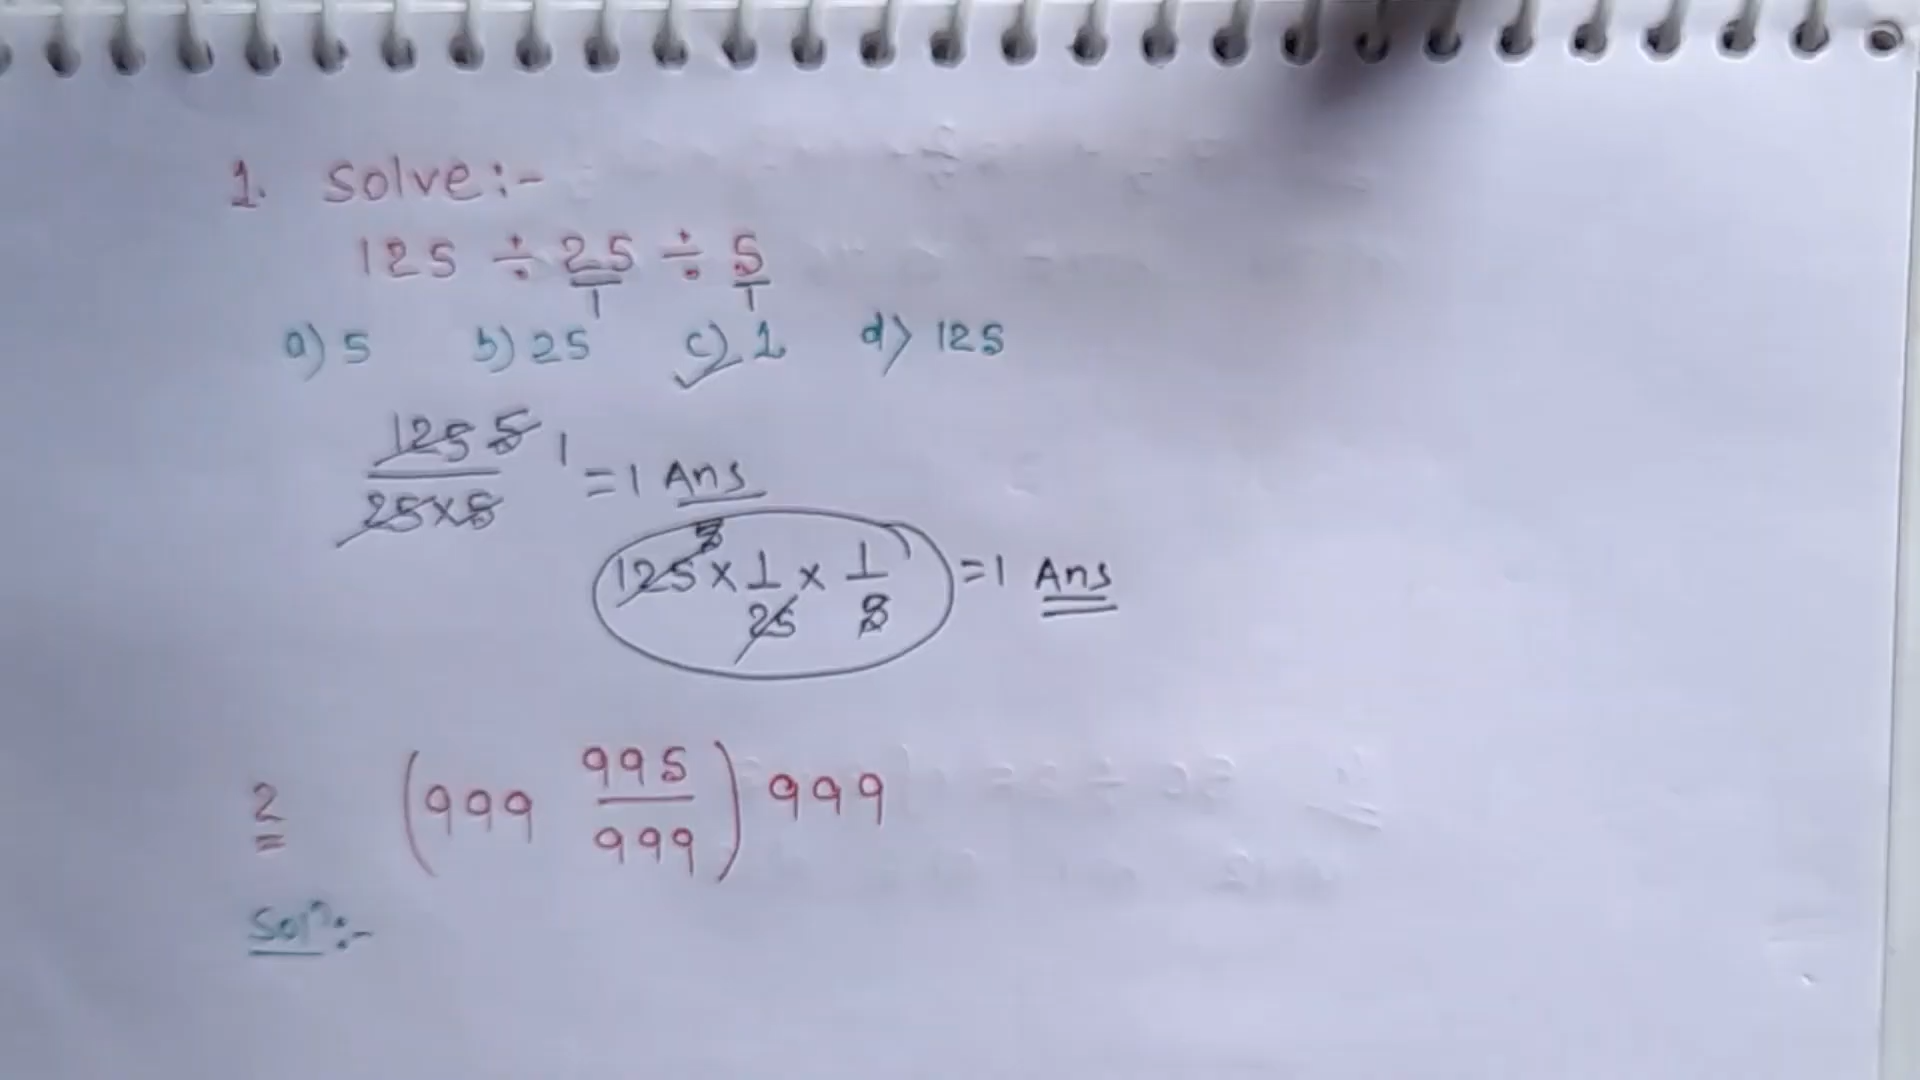 1. Solve:-
125 ÷ 25/1 ÷ 5/1
a) 5 b) 25 c) 1 d) 125
125 5 1
25×5 = 1 Ans
5
125 × 1/25 × 1/5 = 1 Ans
2 (999 995/999) 999
Solⁿ:-